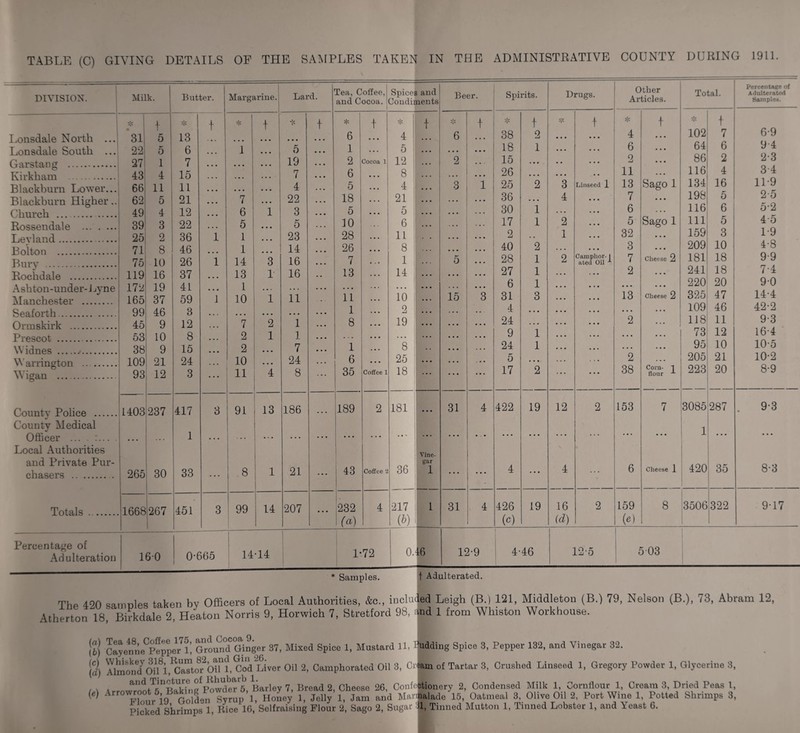 TABLE (C) GIVING DETAILS OF THE SAMPLES TAKEN IN THE ADMINISTRATIVE COUNTY DURING 1911.
DIVISION. | Milk. | Butter. | Margarine. | Lard. | Tea, Coffee, and Cocoa. | Spices and Condiments | Beer. | Spirits. | Drugs. | Other Articles. | Total. | Percentage of Adulterated Samples.
* † * † * † * † * † * † * † * † * † * † * †
Lonsdale North ... 31 5 13 ... ... ... ... ... 6 ... 4 ... 6 ... 38 2 ... ... 4 ... 102 7 6·9
Lonsdale South ... 22 5 6 ... 1 ... 5 ... 1 ... 5 ... ... ... 18 1 ... ... 6 ... 64 6 9·4
Garstang ... 27 1 7 ... ... ... 19 ... 2 Cocoa 1 12 ... 2 ... 15 ... ... ... 2 ... 86 2 2·3
Kirkham ... 43 4 15 ... ... ... 7 ... 6 ... 8 ... ... ... 26 ... ... ... 11 ... 116 4 3·4
Blackburn Lower... 66 11 11 ... ... ... 4 ... 5 ... 4 ... 3 1 25 2 3 Linseed 1 13 Sago 1 134 16 11·9
Blackburn Higher .. 62 5 21 ... 7 ... 22 ... 18 ... 21 ... ... ... 36 ... 4 ... 7 ... 198 5 2·5
Church ... 49 4 12 ... 6 1 3 ... 5 ... 5 ... ... ... 30 1 ... ... 6 ... 116 6 5·2
Rossendale ... 39 3 22 ... 5 ... 5 ... 10 ... 6 ... ... ... 17 1 2 ... 5 Sago 1 111 5 4·5
Leyland ... 25 2 36 1 1 ... 23 ... 28 ... 11 ... ... ... 2 ... 1 ... 32 ... 159 3 1·9
Bolton ... 71 8 46 ... 1 ... 14 ... 26 ... 8 ... ... ... 40 2 ... ... 3 ... 209 10 4·8
Bury ... 75 10 26 1 14 3 16 ... 7 ... 1 ... 5 ... 28 1 2 Camphorated Oil 1 7 Cheese 2 181 18 9·9
Rochdale ... 119 16 37 ... 13 1 16 .. 13 ... 14 ... ... ... 27 1 ... ... 2 ... 241 18 7·4
Ashton-under-Lyne 172 19 41 ... 1 ... ... ... ... ... ... ... ... ... 6 1 ... ... ... ... 220 20 9·0
Manchester ... 165 37 59 1 10 1 11 ... 11 ... 10 ... 15 3 31 3 ... ... 13 Cheese 2 325 47 14·4
Seaforth ... 99 46 3 ... ... ... ... ... 1 ... 2 ... ... ... 4 ... ... ... ... ... 109 46 42·2
Ormskirk ... 45 9 12 ... 7 2 1 ... 8 ... 19 ... ... ... 24 ... ... ... 2 ... 118 11 9·3
Prescot ... 53 10 8 ... 2 1 1 ... ... ... ... ... ... ... 9 1 ... ... ... ... 73 12 16·4
Widnes ... 38 9 15 ... 2 ... 7 ... 1 ... 8 ... ... ... 24 1 ... ... ... ... 95 10 10·5
Warrington ... 109 21 24 ... 10 ... 24 ... 6 ... 25 ... ... ... 5 ... ... ... 2 ... 205 21 10·2
Wigan ... 93 12 3 ... 11 4 8 ... 35 Coffee 1 18 ... ... ... 17 2 ... ... 38 Corn-flour 1 223 20 8·9
County Police ...... 1403 237 417 3 91 13 186 ... 189 2 181 ... 31 4 422 19 12 2 153 7 3085 287 9·3
County Medical
Officer ... ... ... 1 ... ... ... ... ... ... ... ... ... ... ... ... ... ... ... ... ... 1 ... ...
Local Authorities
and Private Pur-
chasers ... 265 30 33 ... 8 1 21 ... 43 Coffee 2 36 Vinegar 1 ... ... 4 ... 4 ... 6 Cheese 1 420 35 8·3
Totals ... 1668 267 451 3 99 14 207 ... 232 (a) 4 217 (b) 1 31 4 426 (c) 19 16 (d) 2 159 (e) 8 3506 322 9·17
Percentage of
Adulteration 16·0 0·665 14·14 1·72 0.46 12·9 4·46 12·5 5·03
* Samples. † Adulterated.
The 420 samples taken by Officers of Local Authorities, &c., included Leigh (B.) 121, Middleton (B.) 79, Nelson (B.), 73, Abram 12,
Atherton 18, Birkdale 2, Heaton Norris 9, Horwich 7, Stretford 98, and 1 from Whiston Workhouse.
(a) Tea 48, Coffee 175, and Cocoa 9.
(b) Cayenne Pepper 1, Ground Ginger 37, Mixed Spice 1, Mustard 11, Pudding Spice 3, Pepper 132, and Vinegar 32.
(c) Whiskey 318, Rum 82, and Gin 26.
(d) Almond Oil 1, Castor Oil 1, Cod Liver Oil 2, Camphorated Oil 3, Cream of Tartar 3, Crushed Linseed 1, Gregory Powder 1, Glycerine 3,
and Tincture of Rhubarb 1.
(e) Arrowroot 5, Baking Powder 5, Barley 7, Bread 2, Cheese 26, Confectionery 2, Condensed Milk 1, Cornflour 1, Cream 3, Dried Peas 1,
Flour 19, Golden Syrup 1, Honey 1, Jelly 1, Jam and Marmalade 15, Oatmeal 3, Olive Oil 2, Port Wine 1, Potted Shrimps 3,
Picked Shrimps 1, Rice 16, Selfraising Flour 2, Sago 2, Sugar 31, Tinned Mutton 1, Tinned Lobster 1, and Yeast 6.